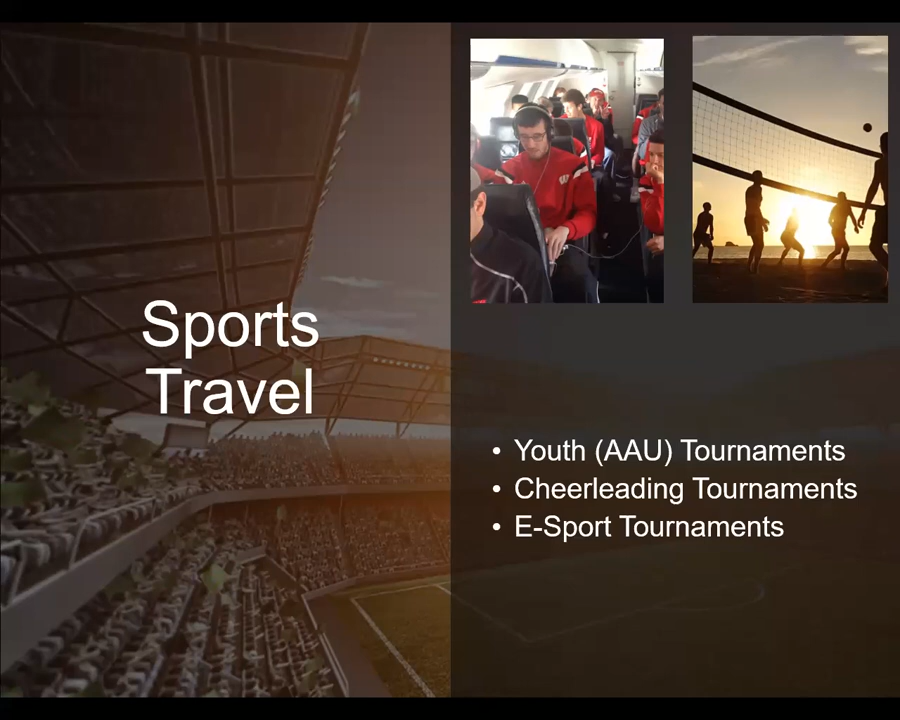 Sports
Travel
W
• Youth (AAU) Tournaments
• Cheerleading Tournaments
• E-Sport Tournaments